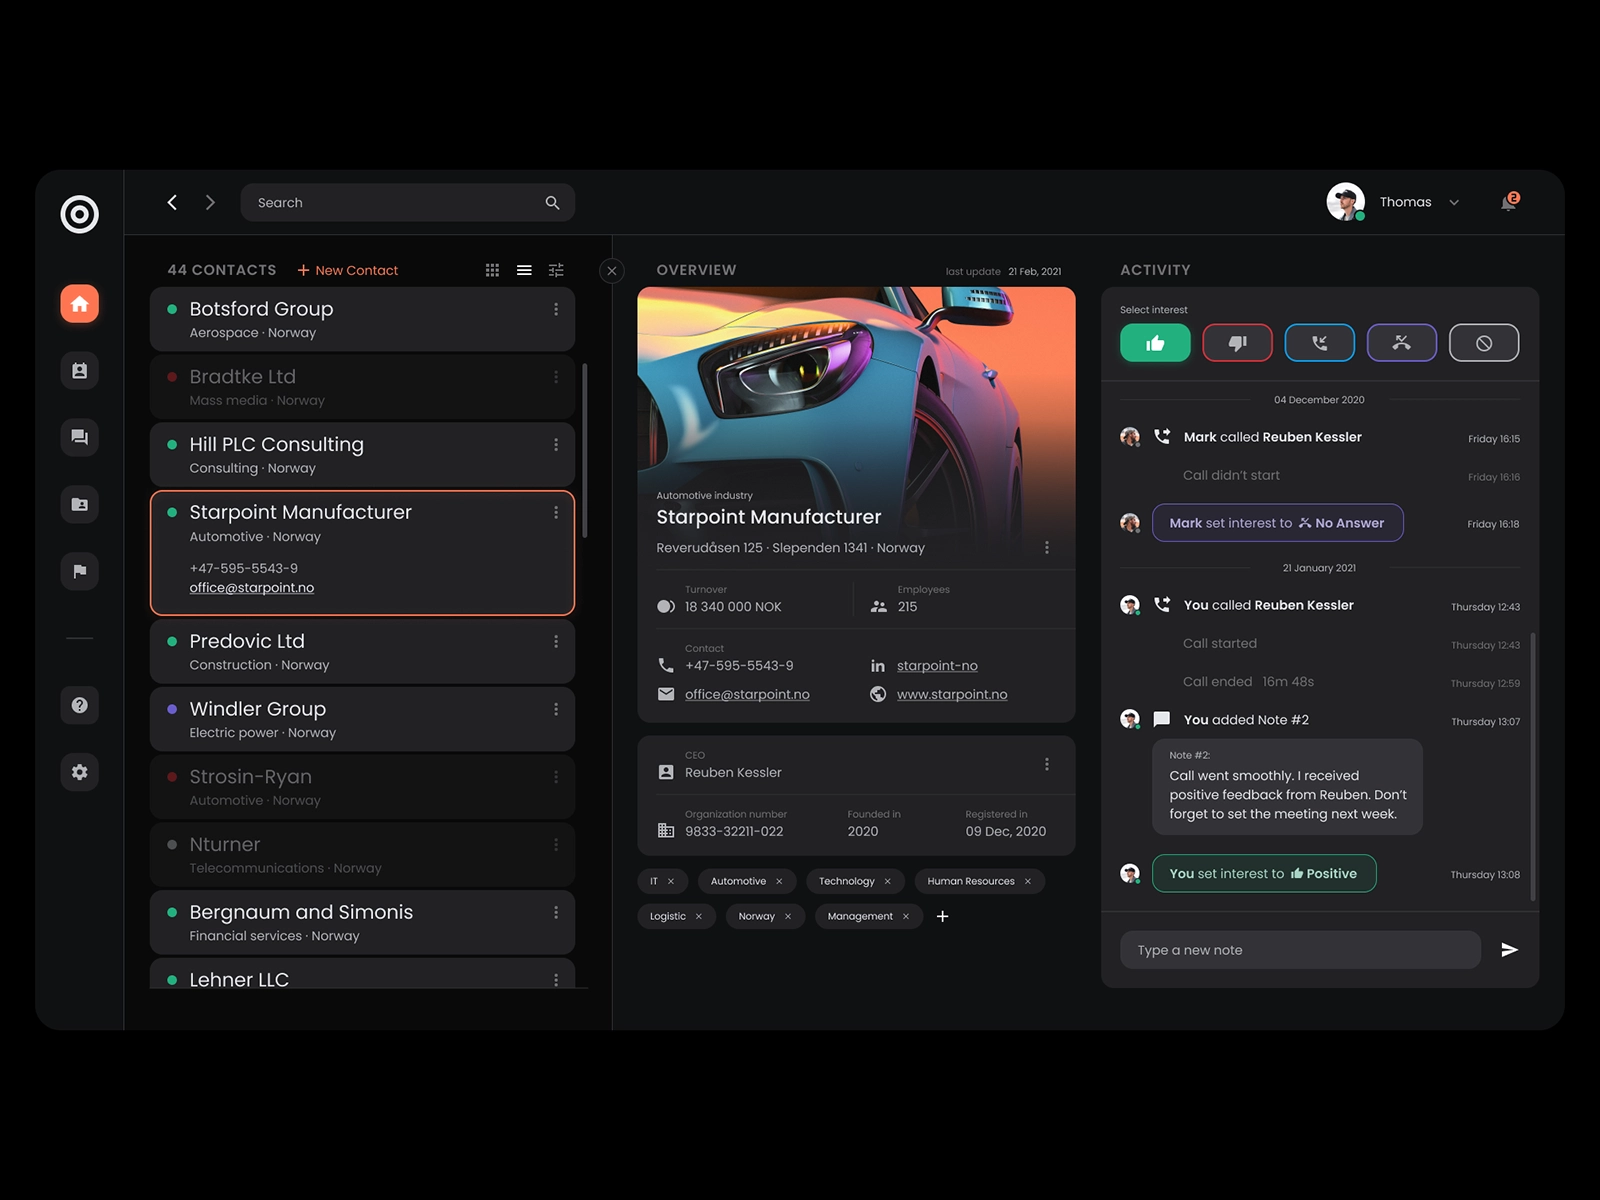 Search
Thomas
2
44 CONTACTS
New Contact
Botsford Group
Aerospace · Norway
Bradtke Ltd
Mass media · Norway
Hill PLC Consulting
Consulting · Norway
Starpoint Manufacturer
Automotive · Norway
+47-595-5543-9
office@starpoint.no
Predovic Ltd
Construction · Norway
Windler Group
Electric power · Norway
Strosin-Ryan
Automotive · Norway
Nturner
Telecommunications · Norway
Bergnaum and Simonis
Financial services · Norway
Lehner LLC
OVERVIEW
last update 21 Feb, 2021
Automotive industry
Starpoint Manufacturer
Reverudåsen 125 · Slependen 1341 · Norway
Turnover
18 340 000 NOK
Employees
215
Contact
+47-595-5543-9
starpoint-no
office@starpoint.no
www.starpoint.no
CEO
Reuben Kessler
Organization number
9833-32211-022
Founded in
2020
Registered in
09 Dec, 2020
IT
Automotive
Technology
Human Resources
Logistic
Norway
Management
ACTIVITY
Select interest
04 December 2020
Mark called Reuben Kessler
Friday 16:15
Call didn't start
Friday 16:16
Mark set interest to No Answer
Friday 16:18
21 January 2021
You called Reuben Kessler
Thursday 12:43
Call started
Thursday 12:43
Call ended 16m 48s
Thursday 12:59
You added Note #2
Thursday 13:07
Note #2:
Call went smoothly. I received
positive feedback from Reuben. Don't
forget to set the meeting next week.
You set interest to Positive
Thursday 13:08
Type a new note